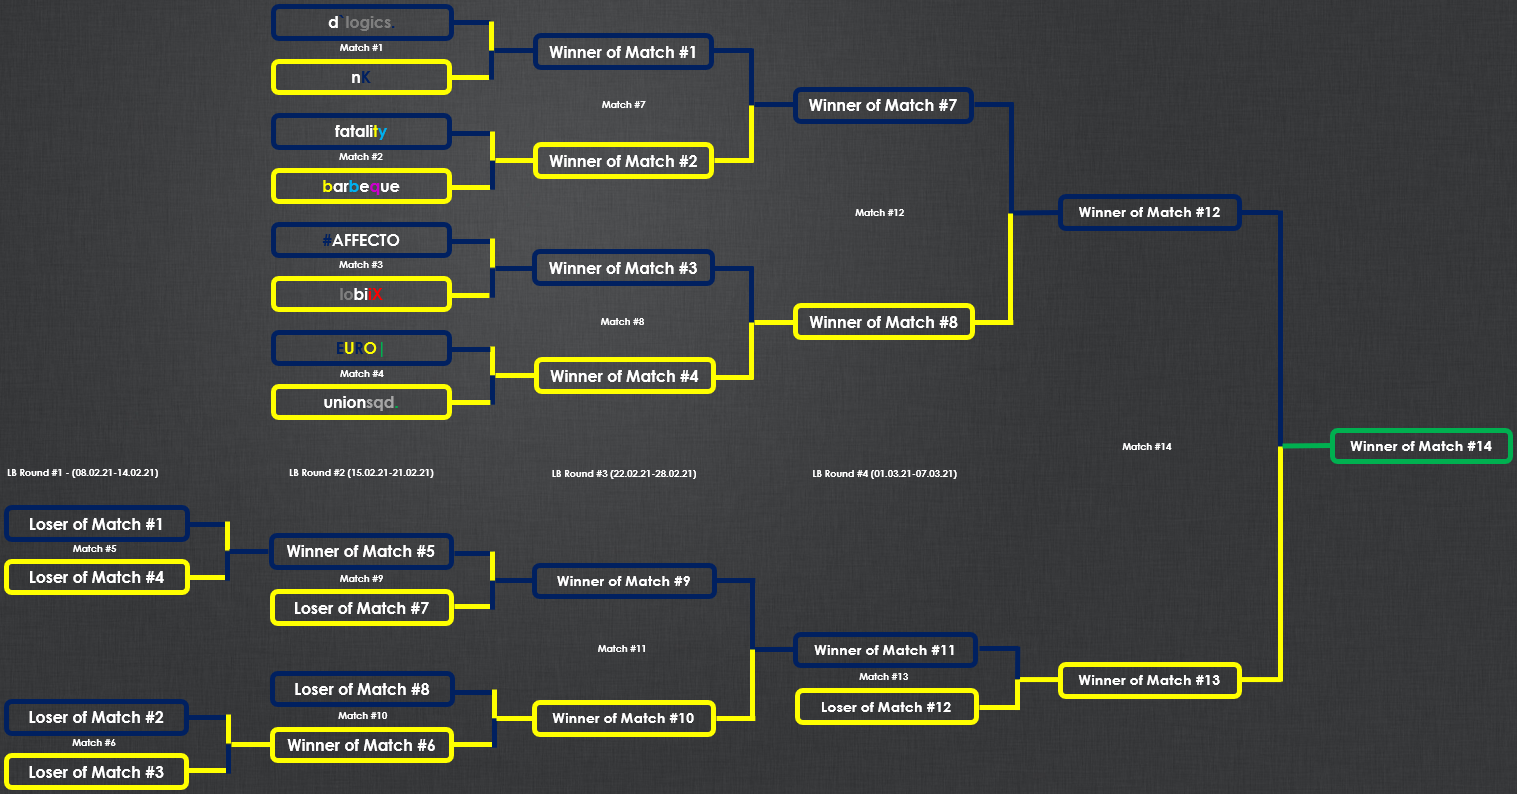 d`logics.
Match #1
nK
Winner of Match #1
Match #7
fatality
Match #2
barbeque
Winner of Match #2
Winner of Match #7
Match #12
#AFFECTO
Match #3
lobiiX
Winner of Match #3
Match #8
EURO|
Match #4
unionsqd.
Winner of Match #4
Winner of Match #8
Winner of Match #12
Match #14
Winner of Match #14
LB Round #1 - (08.02.21-14.02.21)
LB Round #2 (15.02.21-21.02.21)
LB Round #3 (22.02.21-28.02.21)
LB Round #4 (01.03.21-07.03.21)
Loser of Match #1
Match #5
Loser of Match #4
Winner of Match #5
Match #9
Loser of Match #7
Winner of Match #9
Match #11
Loser of Match #2
Match #6
Loser of Match #3
Loser of Match #8
Match #10
Winner of Match #6
Winner of Match #10
Winner of Match #11
Match #13
Loser of Match #12
Winner of Match #13